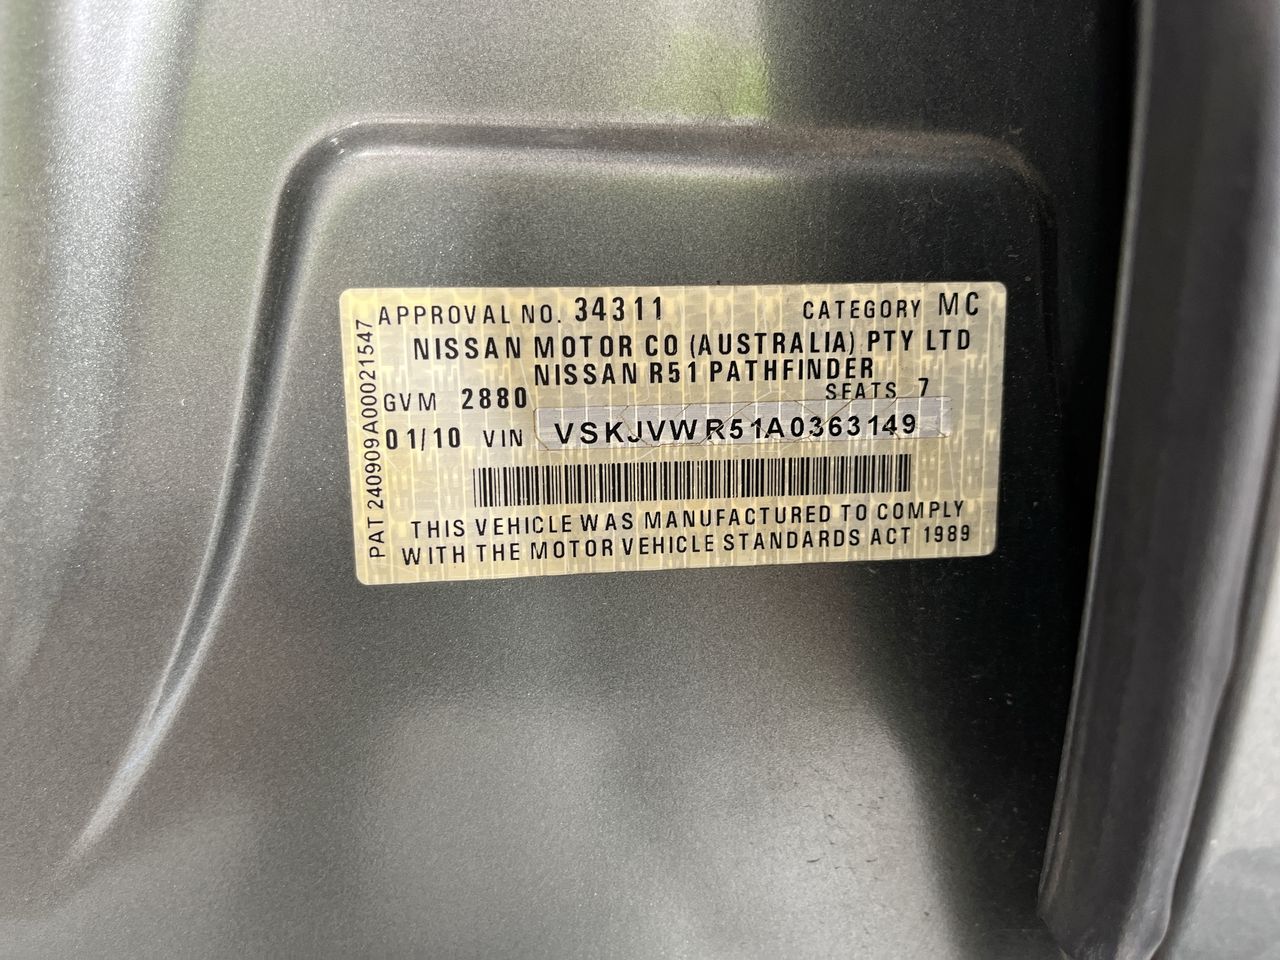 APPROVAL NO. 34311 CATEGORY MC
NISSAN MOTOR CO (AUSTRALIA) PTY LTD
NISSAN R51 PATHFINDER
GVM 2880 SEATS 7
01/10 VIN VSKJVWR51A0363149
THIS VEHICLE WAS MANUFACTURED TO COMPLY
WITH THE MOTOR VEHICLE STANDARDS ACT 1989
PAT 240909A00021547